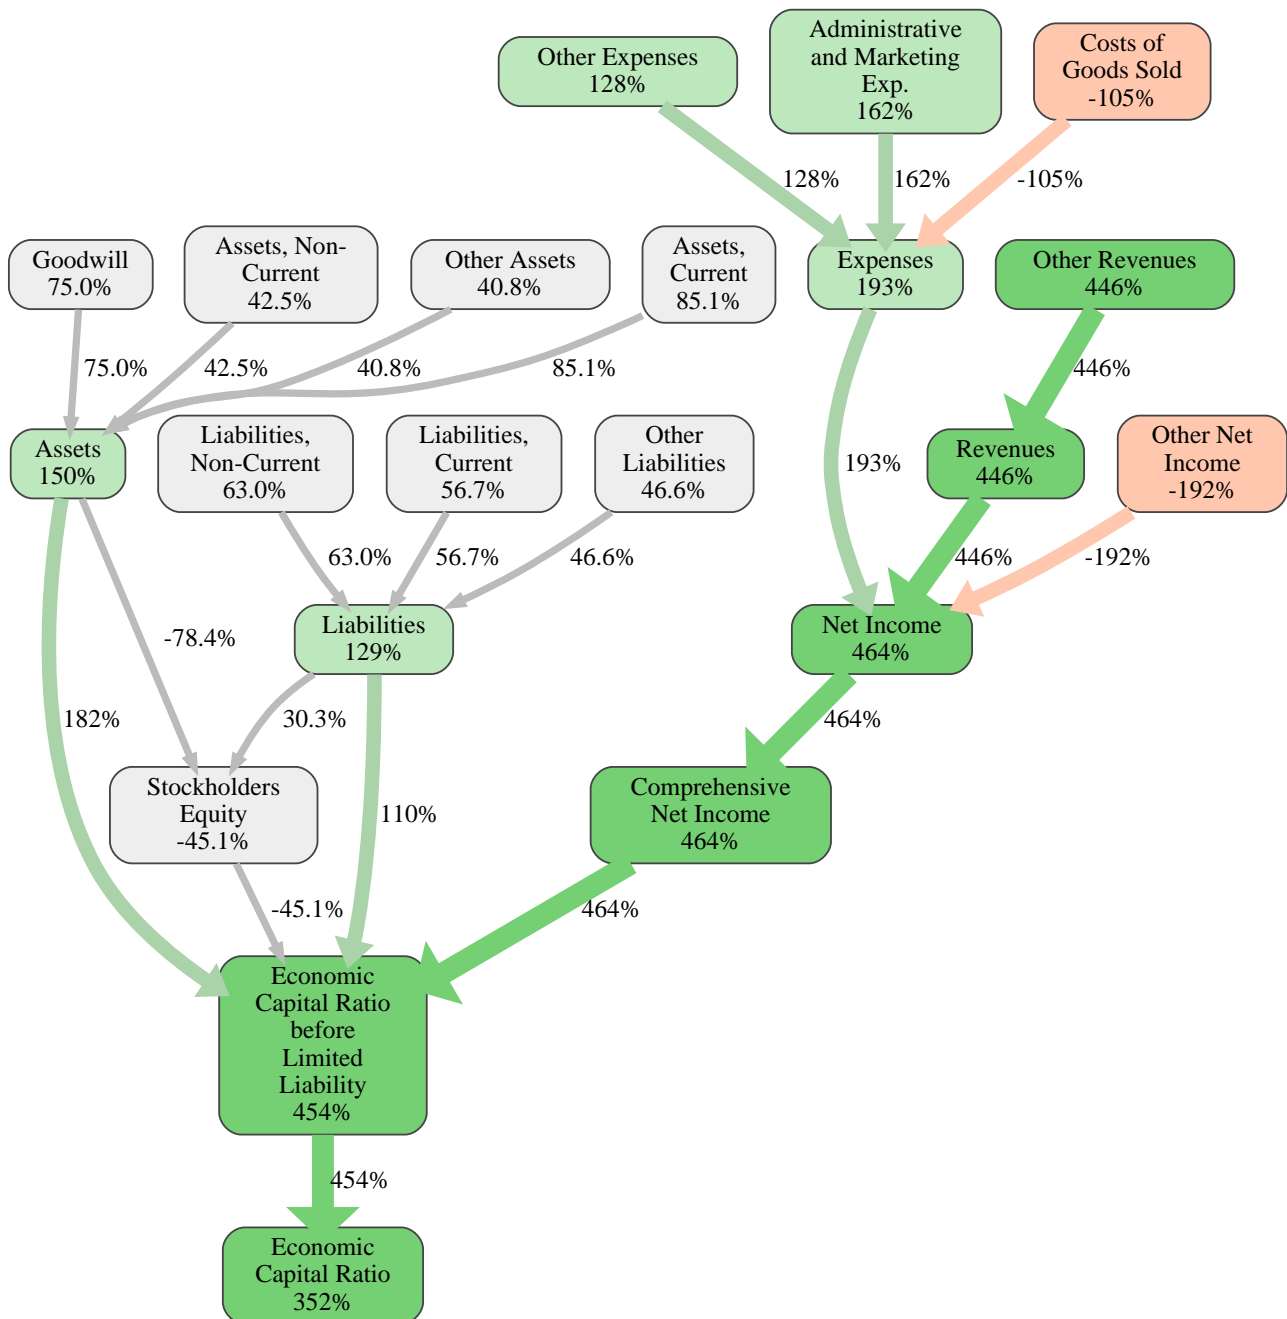 Other Expenses
128%
Administrative
and Marketing
Exp.
162%
Costs of
Goods Sold
-105%
128%
162%
-105%
Goodwill
75.0%
Assets, Non-
Current
42.5%
Other Assets
40.8%
Assets,
Current
85.1%
Expenses
193%
Other Revenues
446%
75.0%
42.5%
40.8%
85.1%
446%
Assets
150%
Liabilities,
Non-Current
63.0%
Liabilities,
Current
56.7%
Other
Liabilities
46.6%
193%
Revenues
446%
Other Net
Income
-192%
63.0%
56.7%
46.6%
446%
-192%
-78.4%
Liabilities
129%
Net Income
464%
182%
30.3%
464%
Stockholders
Equity
-45.1%
110%
Comprehensive
Net Income
464%
-45.1%
464%
Economic
Capital Ratio
before
Limited
Liability
454%
454%
Economic
Capital Ratio
352%